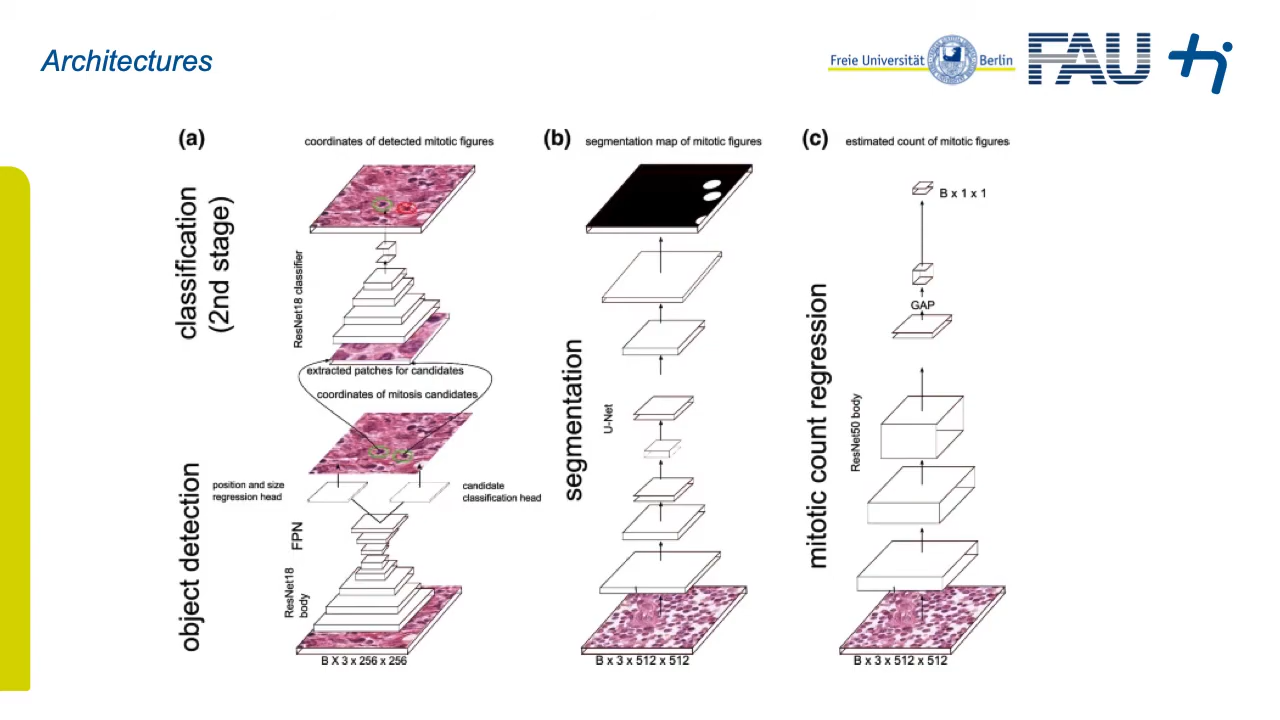 Architectures
Freie Universität Berlin
FAU
(a)
coordinates of detected mitotic figures
classification
(2nd stage)
ResNet18 classifier
extracted patches for candidates
coordinates of mitosis candidates
position and size
regression head
candidate
classification head
object detection
FPN
ResNet18
body
B X 3 x 256 x 256
(b)
segmentation map of mitotic figures
segmentation
U-Net
B x 3 x 512 x 512
(c)
estimated count of mitotic figures
B x 1 x 1
GAP
mitotic count regression
ResNet50 body
B x 3 x 512 x 512